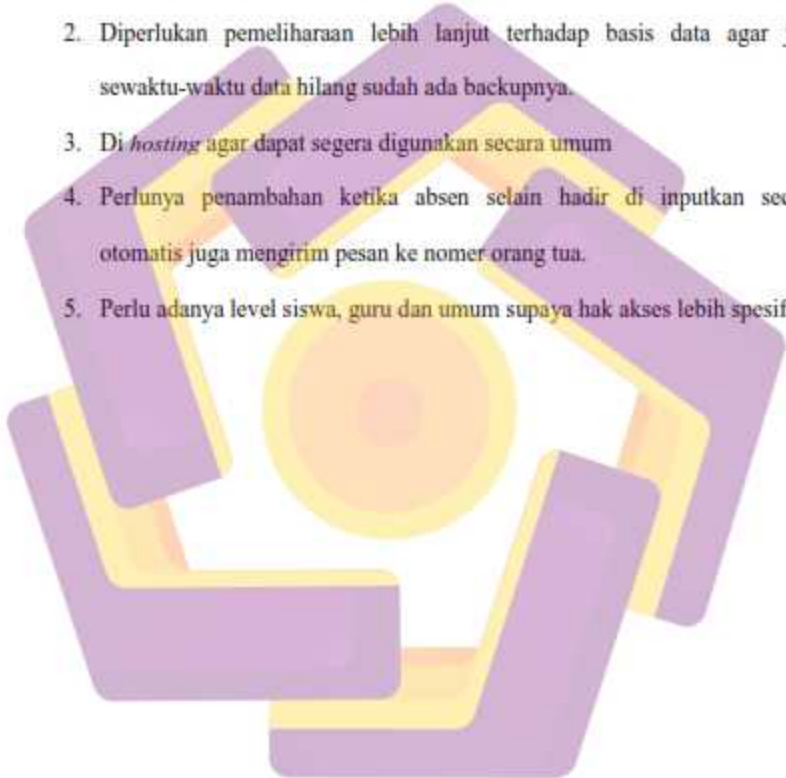 2. Diperlukan pemeliharaan lebih lanjut terhadap basis data agar
sewaktu-waktu data hilang sudah ada backupnya.
3. Di hosting agar dapat segera digunakan secara umum
4. Perlunya penambahan ketika absen selain hadir di inputkan
otomatis juga mengirim pesan ke nomer orang tua.
5. Perlu adanya level siswa, guru dan umum supaya hak akses lebih